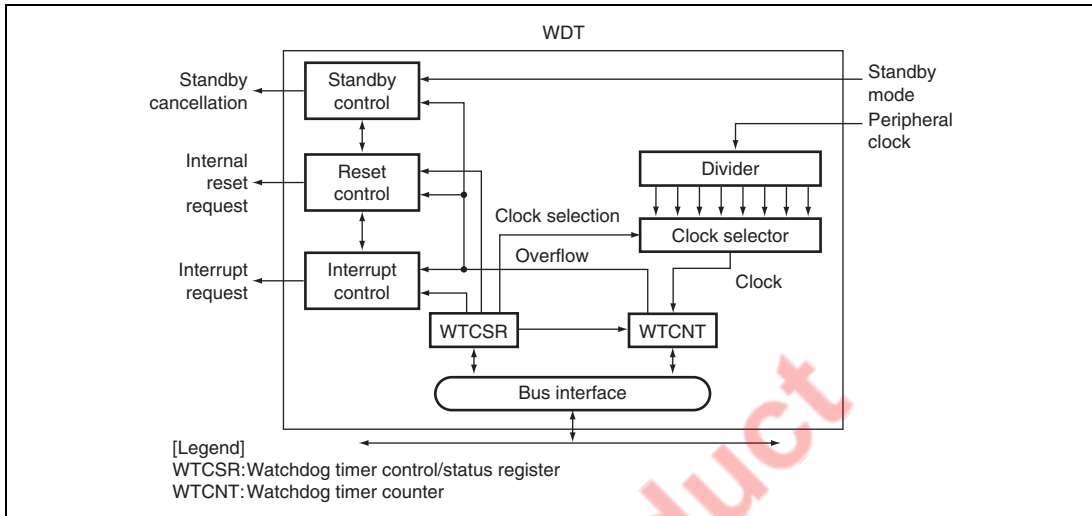 WDT
Standby
cancellation
Standby
control
Standby
mode
Peripheral
clock
Internal
reset
request
Reset
control
Divider
Clock selection
Clock selector
Interrupt
request
Interrupt
control
Overflow
Clock
WTCSR
WTCNT
Bus interface
[Legend]
WTCSR: Watchdog timer control/status register
WTCNT: Watchdog timer counter
duct